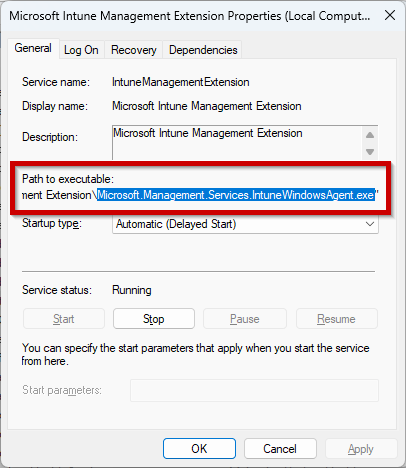 Microsoft Intune Management Extension Properties (Local Comput...
General Log On Recovery Dependencies
Service name: IntuneManagementExtension
Display name: Microsoft Intune Management Extension
Description: Microsoft Intune Management Extension
Path to executable:
ment Extension\Microsoft.Management.Services.IntuneWindowsAgent.exe"
Startup type: Automatic (Delayed Start)
Service status: Running
Start Stop Pause Resume
You can specify the start parameters that apply when you start the service
from here.
Start parameters:
OK Cancel Apply